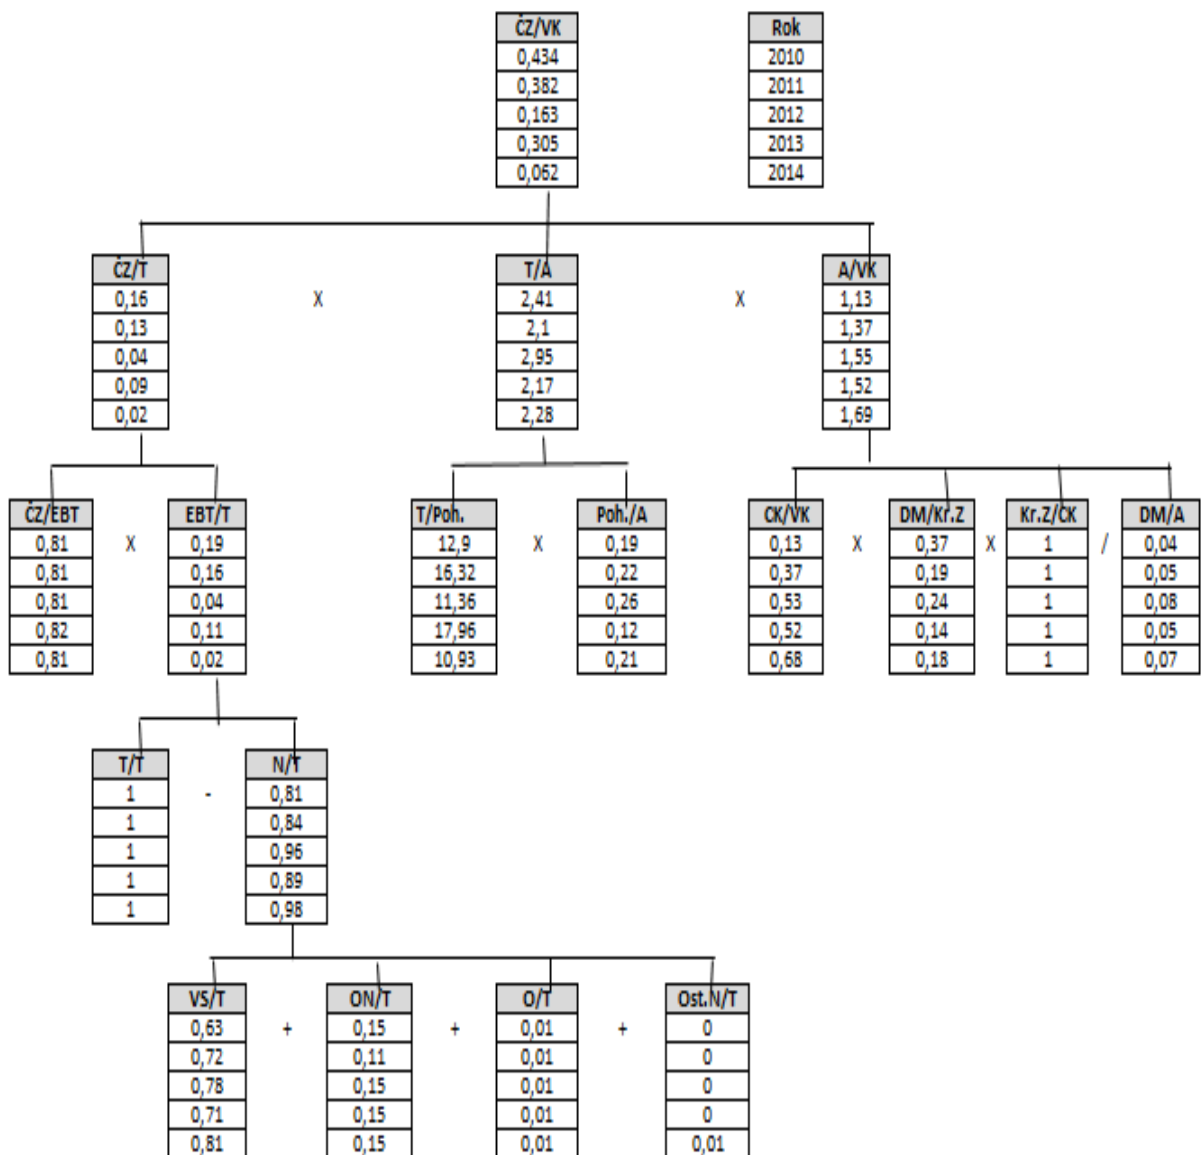 ČZ/VK Rok
0,434 2010
0,382 2011
0,163 2012
0,305 2013
0,062 2014
ČZ/T T/A A/VK
0,16 X 2,41 X 1,13
0,13 2,1 1,37
0,04 2,95 1,55
0,09 2,17 1,52
0,02 2,28 1,69
ČZ/EBT EBT/T T/Poh. Poh./A CK/VK DM/Kr.Z Kr.Z/CK DM/A
0,81 X 0,19 12,9 X 0,19 0,13 X 0,37 X 1 / 0,04
0,81 0,16 16,32 0,22 0,37 0,19 1 0,05
0,81 0,04 11,36 0,26 0,53 0,24 1 0,08
0,82 0,11 17,96 0,12 0,52 0,14 1 0,05
0,81 0,02 10,93 0,21 0,68 0,18 1 0,07
T/T N/T
1 - 0,81
1 0,84
1 0,96
1 0,89
1 0,98
VS/T ON/T O/T Ost.N/T
0,63 + 0,15 + 0,01 + 0
0,72 0,11 0,01 0
0,78 0,15 0,01 0
0,71 0,15 0,01 0
0,81 0,15 0,01 0,01